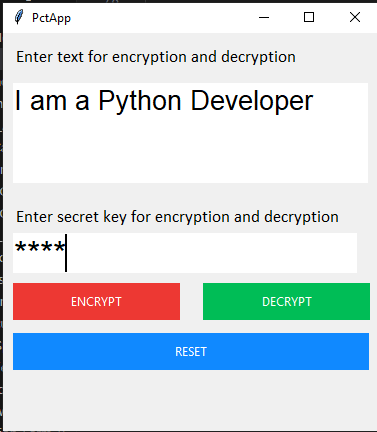 PctApp
Enter text for encryption and decryption
I am a Python Developer
Enter secret key for encryption and decryption
****
ENCRYPT DECRYPT
RESET